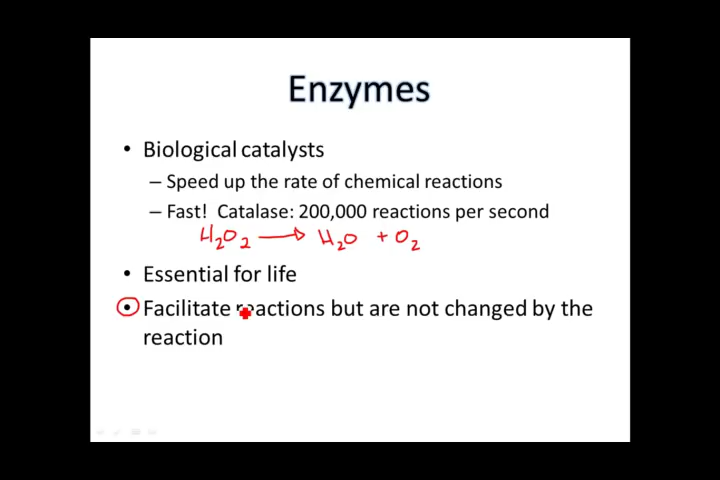 Enzymes
• Biological catalysts
– Speed up the rate of chemical reactions
– Fast! Catalase: 200,000 reactions per second
H₂O₂ → H₂O + O₂
• Essential for life
• Facilitate reactions but are not changed by the
reaction